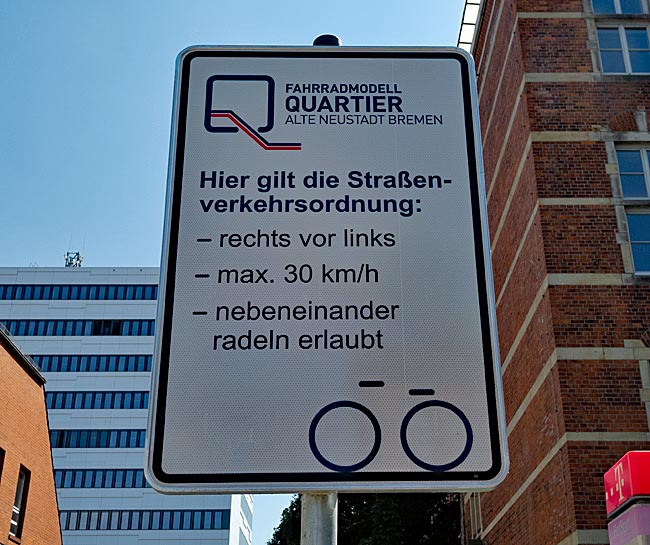 FAHRRADMODELL
QUARTIER
ALTE NEUSTADT BREMEN
Hier gilt die Straßen-
verkehrsordnung:
– rechts vor links
– max. 30 km/h
– nebeneinander
radeln erlaubt
T